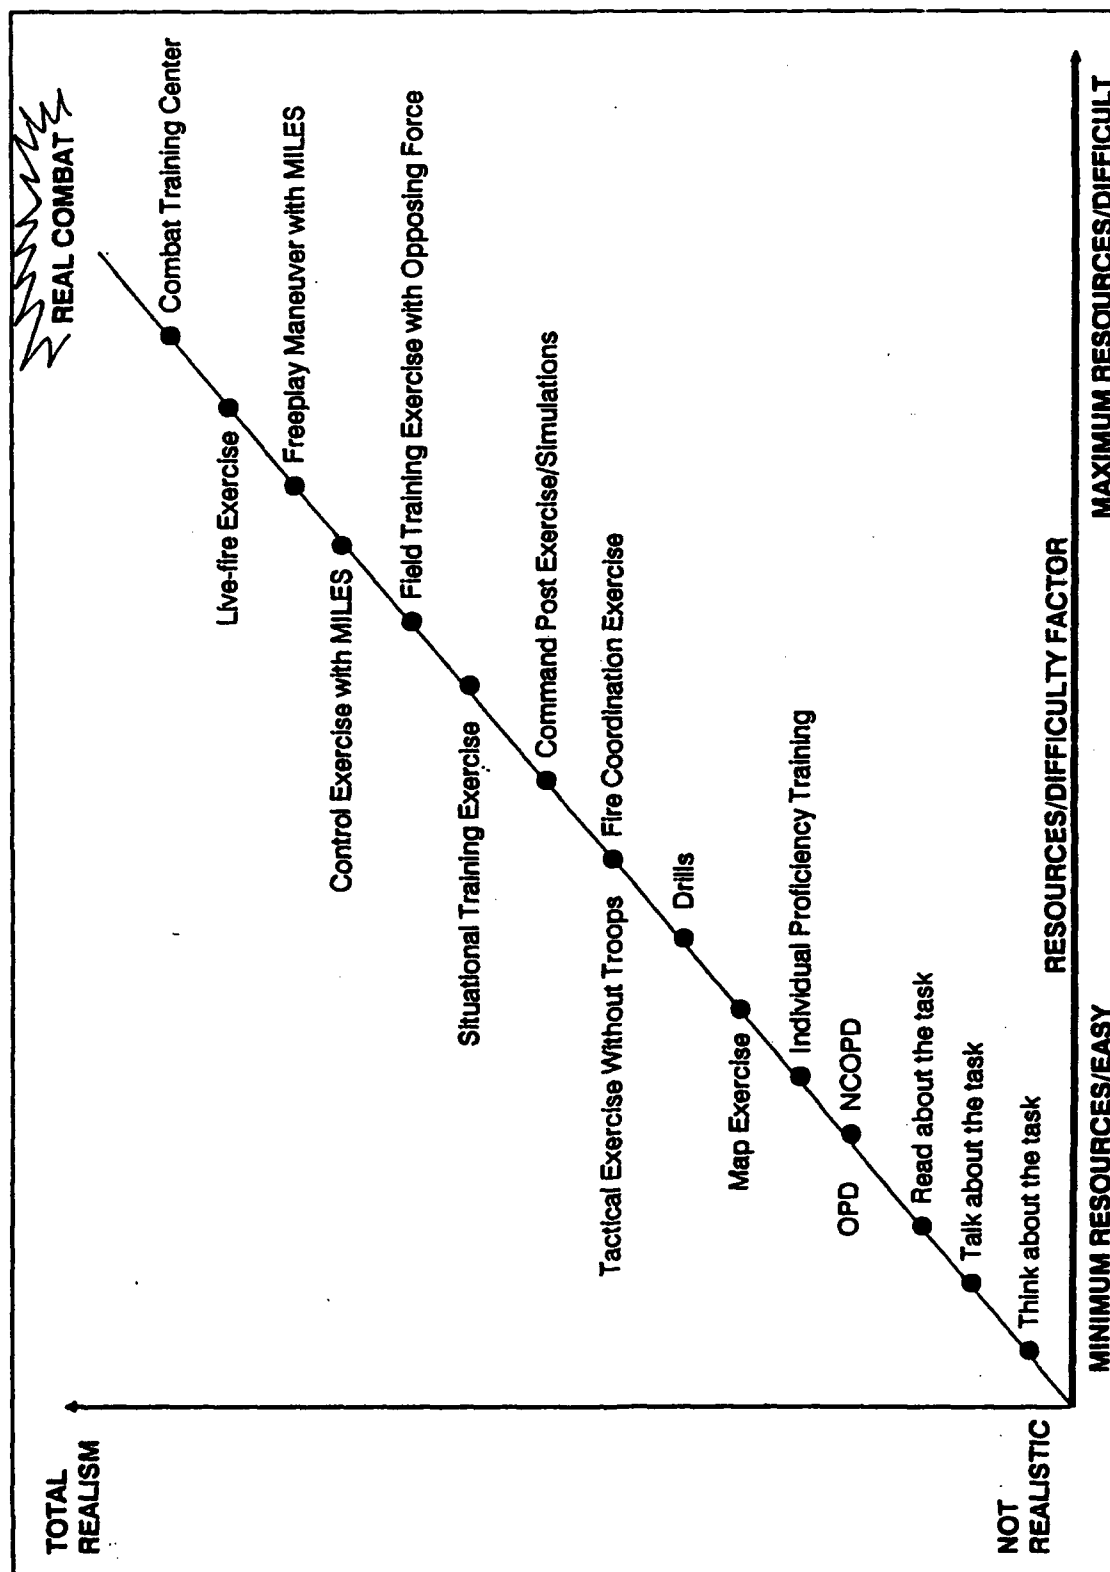 TOTAL
REALISM
REAL COMBAT
Combat Training Center
Live-fire Exercise
Freeplay Maneuver with MILES
Control Exercise with MILES
Field Training Exercise with Opposing Force
Situational Training Exercise
Command Post Exercise/Simulations
Tactical Exercise Without Troops
Fire Coordination Exercise
Drills
Map Exercise
Individual Proficiency Training
OPD
NCOPD
Read about the task
Talk about the task
Think about the task
NOT
REALISTIC
RESOURCES/DIFFICULTY FACTOR
MINIMUM RESOURCES/EASY
MAXIMUM RESOURCES/DIFFICULT